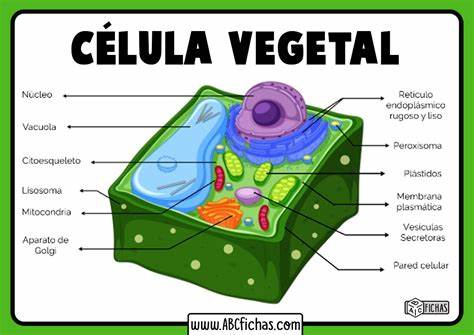 CÉLULA VEGETAL
Núcleo
Vacuola
Citoesqueleto
Lisosoma
Mitocondria
Aparato de
Golgi
Retículo
endoplásmico
rugoso y liso
Peroxisoma
Plástidos
Membrana
plasmática
Vesículas
Secretoras
Pared celular
ABC
FICHAS
www.ABCfichas.com